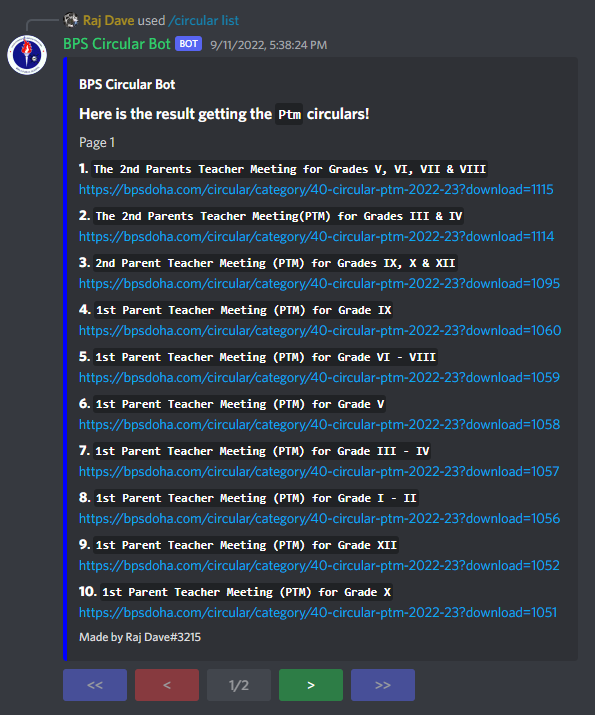 Raj Dave used /circular list
BPS Circular Bot BOT 9/11/2022, 5:38:24 PM
BPS Circular Bot
Here is the result getting the Ptm circulars!
Page 1
1. The 2nd Parents Teacher Meeting for Grades V, VI, VII & VIII
https://bpsdoha.com/circular/category/40-circular-ptm-2022-23?download=1115
2. The 2nd Parents Teacher Meeting(PTM) for Grades III & IV
https://bpsdoha.com/circular/category/40-circular-ptm-2022-23?download=1114
3. 2nd Parent Teacher Meeting (PTM) for Grades IX, X & XII
https://bpsdoha.com/circular/category/40-circular-ptm-2022-23?download=1095
4. 1st Parent Teacher Meeting (PTM) for Grade IX
https://bpsdoha.com/circular/category/40-circular-ptm-2022-23?download=1060
5. 1st Parent Teacher Meeting (PTM) for Grade VI - VIII
https://bpsdoha.com/circular/category/40-circular-ptm-2022-23?download=1059
6. 1st Parent Teacher Meeting (PTM) for Grade V
https://bpsdoha.com/circular/category/40-circular-ptm-2022-23?download=1058
7. 1st Parent Teacher Meeting (PTM) for Grade III - IV
https://bpsdoha.com/circular/category/40-circular-ptm-2022-23?download=1057
8. 1st Parent Teacher Meeting (PTM) for Grade I - II
https://bpsdoha.com/circular/category/40-circular-ptm-2022-23?download=1056
9. 1st Parent Teacher Meeting (PTM) for Grade XII
https://bpsdoha.com/circular/category/40-circular-ptm-2022-23?download=1052
10. 1st Parent Teacher Meeting (PTM) for Grade X
https://bpsdoha.com/circular/category/40-circular-ptm-2022-23?download=1051
Made by Raj Dave#3215
<< < 1/2 > >>